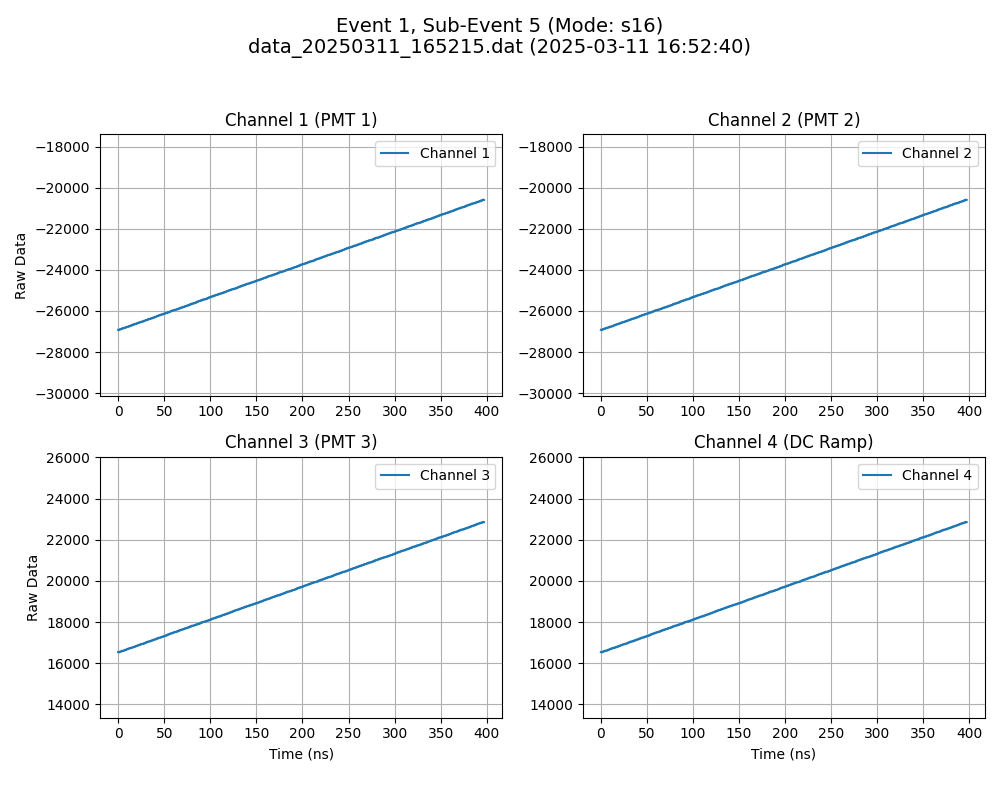 Event 1, Sub-Event 5 (Mode: s16)
data_20250311_165215.dat (2025-03-11 16:52:40)
Channel 1 (PMT 1)
Channel 1
−18000
−20000
−22000
−24000
−26000
−28000
−30000
Raw Data
0 50 100 150 200 250 300 350 400
Channel 2 (PMT 2)
Channel 2
−18000
−20000
−22000
−24000
−26000
−28000
−30000
0 50 100 150 200 250 300 350 400
Channel 3 (PMT 3)
Channel 3
26000
24000
22000
20000
18000
16000
14000
Raw Data
0 50 100 150 200 250 300 350 400
Time (ns)
Channel 4 (DC Ramp)
Channel 4
26000
24000
22000
20000
18000
16000
14000
0 50 100 150 200 250 300 350 400
Time (ns)